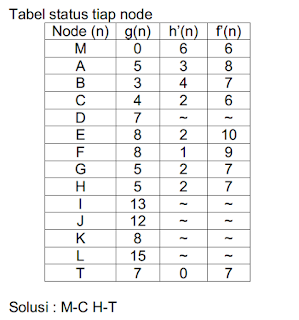 Tabel status tiap node
Node (n) g(n) h'(n) f'(n)
M 0 6 6
A 5 3 8
B 3 4 7
C 4 2 6
D 7 ~ ~
E 8 2 10
F 8 1 9
G 5 2 7
H 5 2 7
I 13 ~ ~
J 12 ~ ~
K 8 ~ ~
L 15 ~ ~
T 7 0 7
Solusi : M-C H-T